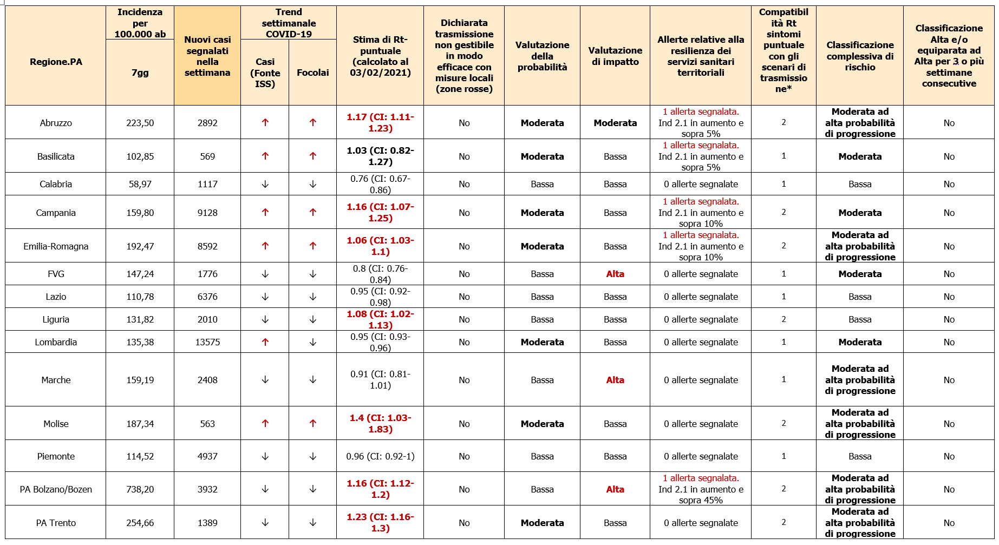 Regione.PA
Incidenza
per
100.000 ab
7gg
Nuovi casi
segnalati
nella
settimana
Trend
settimanale
COVID-19
Casi
(Fonte
ISS)
Focolai
Stima di Rt-
puntuale
(calcolato al
03/02/2021)
Dichiarata
trasmissione
non gestibile
in modo
efficace con
misure locali
(zone rosse)
Valutazione
della
probabilità
Valutazione
di impatto
Allerte relative alla
resilienza dei
servizi sanitari
territoriali
Compatibil
ità Rt
sintomi
puntuale
con gli
scenari di
trasmissio
ne*
Classificazione
complessiva di
rischio
Classificazione
Alta e/o
equiparata ad
Alta per 3 o più
settimane
consecutive
Abruzzo
223,50
2892
↑
↑
1.17 (CI: 1.11-
1.23)
No
Moderata
Moderata
1 allerta segnalata.
Ind 2.1 in aumento e
sopra 5%
2
Moderata ad
alta probabilità
di progressione
No
Basilicata
102,85
569
↑
↑
1.03 (CI: 0.82-
1.27)
No
Moderata
Bassa
1 allerta segnalata.
Ind 2.1 in aumento e
sopra 5%
1
Moderata
No
Calabria
58,97
1117
↓
↓
0.76 (CI: 0.67-
0.86)
No
Bassa
Bassa
0 allerte segnalate
1
Bassa
No
Campania
159,80
9128
↑
↑
1.16 (CI: 1.07-
1.25)
No
Moderata
Bassa
1 allerta segnalata.
Ind 2.1 in aumento e
sopra 10%
2
Moderata
No
Emilia-Romagna
192,47
8592
↑
↑
1.06 (CI: 1.03-
1.1)
No
Moderata
Bassa
1 allerta segnalata.
Ind 2.1 in aumento e
sopra 10%
2
Moderata ad
alta probabilità
di progressione
No
FVG
147,24
1776
↓
↓
0.8 (CI: 0.76-
0.84)
No
Bassa
Alta
0 allerte segnalate
1
Moderata
No
Lazio
110,78
6376
↓
↓
0.95 (CI: 0.92-
0.98)
No
Bassa
Bassa
0 allerte segnalate
1
Bassa
No
Liguria
131,82
2010
↓
↓
1.08 (CI: 1.02-
1.13)
No
Bassa
Bassa
0 allerte segnalate
2
Bassa
No
Lombardia
135,38
13575
↑
↓
0.95 (CI: 0.93-
0.96)
No
Moderata
Bassa
0 allerte segnalate
1
Moderata
No
Marche
159,19
2408
↓
↓
0.91 (CI: 0.81-
1.01)
No
Bassa
Alta
0 allerte segnalate
1
Moderata ad
alta probabilità
di progressione
No
Molise
187,34
563
↑
↑
1.4 (CI: 1.03-
1.83)
No
Moderata
Bassa
0 allerte segnalate
2
Moderata ad
alta probabilità
di progressione
No
Piemonte
114,52
4937
↓
↓
0.96 (CI: 0.92-1)
No
Bassa
Bassa
0 allerte segnalate
1
Bassa
No
PA Bolzano/Bozen
738,20
3932
↓
↓
1.16 (CI: 1.12-
1.2)
No
Bassa
Alta
1 allerta segnalata.
Ind 2.1 in aumento e
sopra 45%
2
Moderata ad
alta probabilità
di progressione
No
PA Trento
254,66
1389
↓
↓
1.23 (CI: 1.16-
1.3)
No
Moderata
Bassa
0 allerte segnalate
2
Moderata ad
alta probabilità
di progressione
No